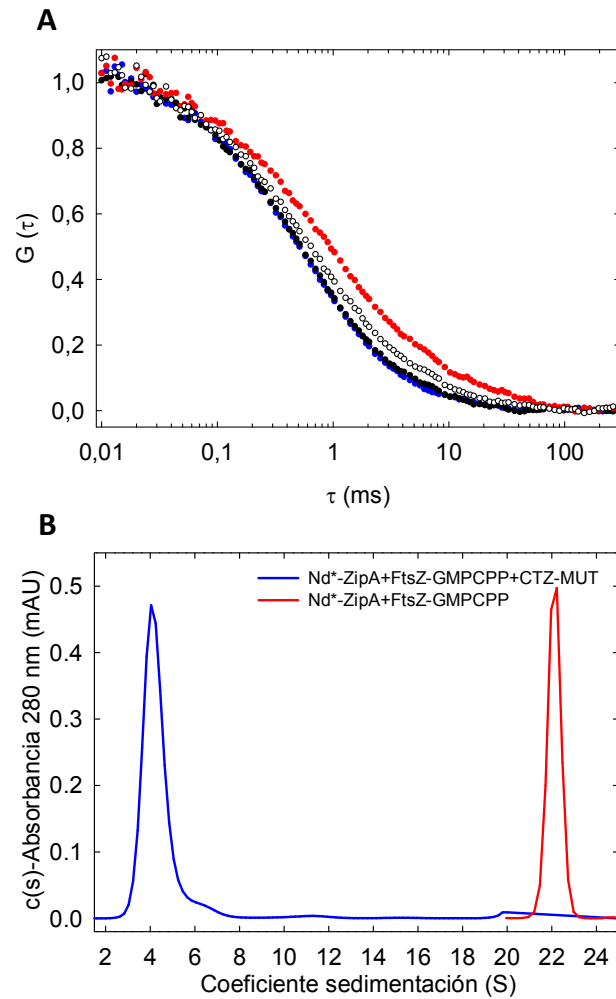 A
1,0
0,8
0,6
0,4
0,2
0,0
G (τ)
0,01 0,1 1 10 100
τ (ms)
B
Nd*-ZipA+FtsZ-GMPCPP+CTZ-MUT
Nd*-ZipA+FtsZ-GMPCPP
0.5
0.4
0.3
0.2
0.1
0.0
c(s)-Absorbancia 280 nm (mAU)
2 4 6 8 10 12 14 16 18 20 22 24
Coeficiente sedimentación (S)